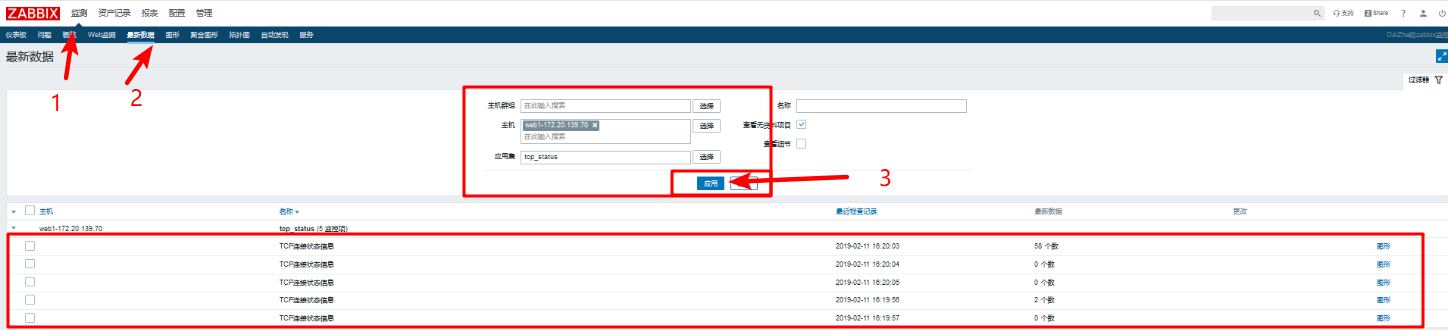 ZABBIX 监测 资产记录 报表 配置 管理 支持 Share ?
仪表板 问题 概览 Web监测 最新数据 图形 聚合图形 拓扑图 自动发现 服务 DaiZhe的zabbix监控
最新数据
1
2
过滤器
主机群组 在此输入搜索 选择 名称
主机 web1-172.20.139.70 选择 查看无资料项目
在此输入搜索
查看细节
应用集 top_status 选择
应用
3
主机 名称 最近检查记录 最新数据 更改
web1-172.20.139.70 top_status (5 监控项)
TCP连接状态信息 2019-02-11 16:20:03 58 个数 图形
TCP连接状态信息 2019-02-11 16:20:04 0 个数 图形
TCP连接状态信息 2019-02-11 16:20:05 0 个数 图形
TCP连接状态信息 2019-02-11 16:19:56 2 个数 图形
TCP连接状态信息 2019-02-11 16:19:57 0 个数 图形